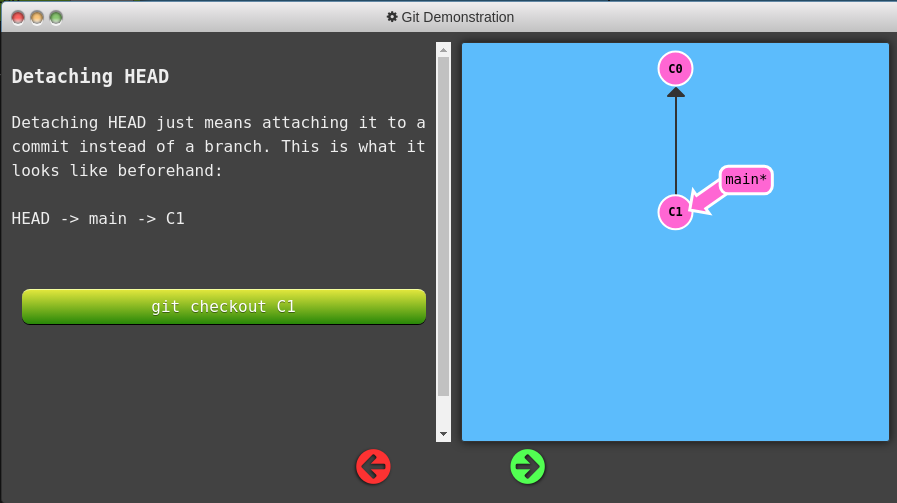 Git Demonstration
Detaching HEAD
Detaching HEAD just means attaching it to a
commit instead of a branch. This is what it
looks like beforehand:
HEAD -> main -> C1
git checkout C1
C0
main*
C1